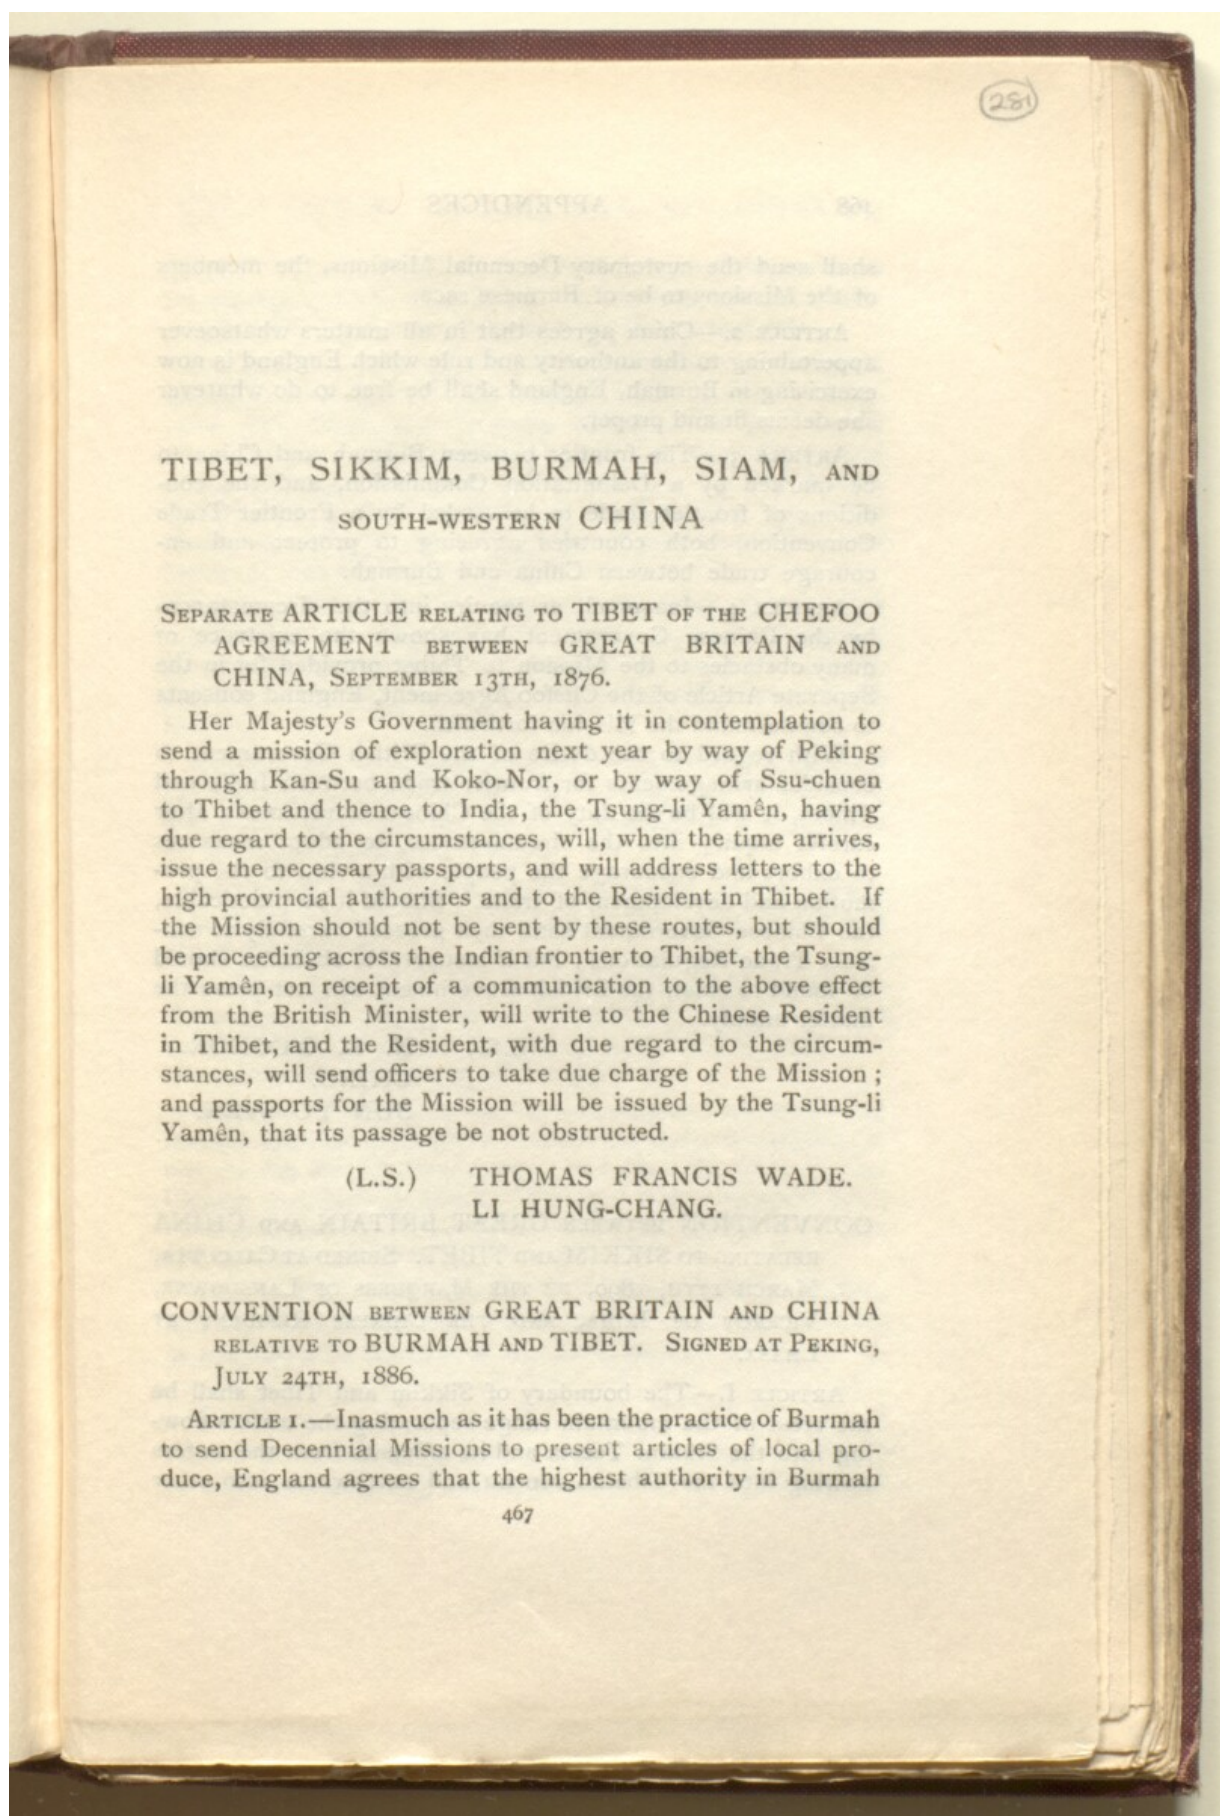 281
TIBET, SIKKIM, BURMAH, SIAM, AND
SOUTH-WESTERN CHINA
SEPARATE ARTICLE RELATING TO TIBET OF THE CHEFOO
AGREEMENT BETWEEN GREAT BRITAIN AND
CHINA, SEPTEMBER 13TH, 1876.
Her Majesty's Government having it in contemplation to
send a mission of exploration next year by way of Peking
through Kan-Su and Koko-Nor, or by way of Ssu-chuen
to Thibet and thence to India, the Tsung-li Yamên, having
due regard to the circumstances, will, when the time arrives,
issue the necessary passports, and will address letters to the
high provincial authorities and to the Resident in Thibet. If
the Mission should not be sent by these routes, but should
be proceeding across the Indian frontier to Thibet, the Tsung-
li Yamên, on receipt of a communication to the above effect
from the British Minister, will write to the Chinese Resident
in Thibet, and the Resident, with due regard to the circum-
stances, will send officers to take due charge of the Mission ;
and passports for the Mission will be issued by the Tsung-li
Yamên, that its passage be not obstructed.
(L.S.) THOMAS FRANCIS WADE.
LI HUNG-CHANG.
CONVENTION BETWEEN GREAT BRITAIN AND CHINA
RELATIVE TO BURMAH AND TIBET. SIGNED AT PEKING,
JULY 24TH, 1886.
ARTICLE 1.—Inasmuch as it has been the practice of Burmah
to send Decennial Missions to present articles of local pro-
duce, England agrees that the highest authority in Burmah
467